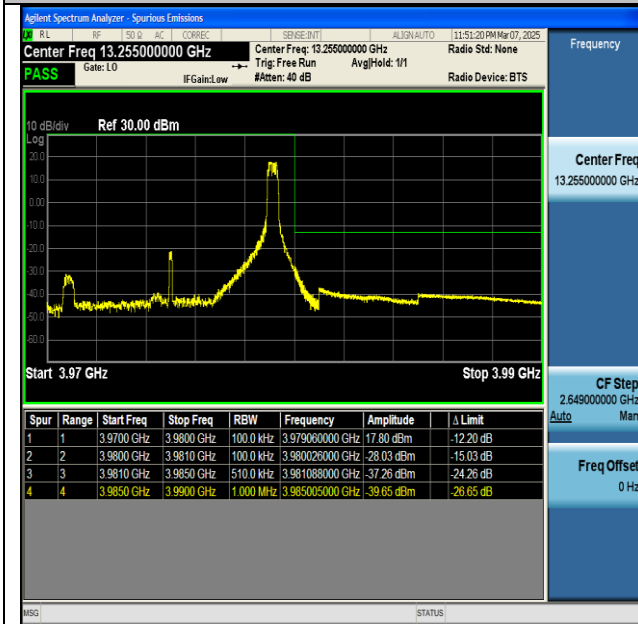 Agilent Spectrum Analyzer - Spurious Emissions
RL RF 50 Ω AC CORREC SENSE:INT ALIGN AUTO 11:51:20 PM Mar 07, 2025
Center Freq 13.255000000 GHz
Center Freq: 13.255000000 GHz
Radio Std: None
PASS
Gate: LO
Trig: Free Run
Avg|Hold: 1/1
IFGain:Low
#Atten: 40 dB
Radio Device: BTS
10 dB/div Ref 30.00 dBm
Log
20.0
10.0
0.00
-10.0
-20.0
-30.0
-40.0
-50.0
-60.0
Start 3.97 GHz Stop 3.99 GHz
Spur Range Start Freq Stop Freq RBW Frequency Amplitude Δ Limit
1 1 3.9700 GHz 3.9800 GHz 100.0 kHz 3.979060000 GHz 17.80 dBm -12.20 dB
2 2 3.9800 GHz 3.9810 GHz 100.0 kHz 3.980026000 GHz -28.03 dBm -15.03 dB
3 3 3.9810 GHz 3.9850 GHz 510.0 kHz 3.981088000 GHz -37.26 dBm -24.26 dB
4 4 3.9850 GHz 3.9900 GHz 1.000 MHz 3.985005000 GHz -39.65 dBm -26.65 dB
MSG STATUS
Frequency
Center Freq
13.255000000 GHz
CF Step
2.649000000 GHz
Auto Man
Freq Offset
0 Hz